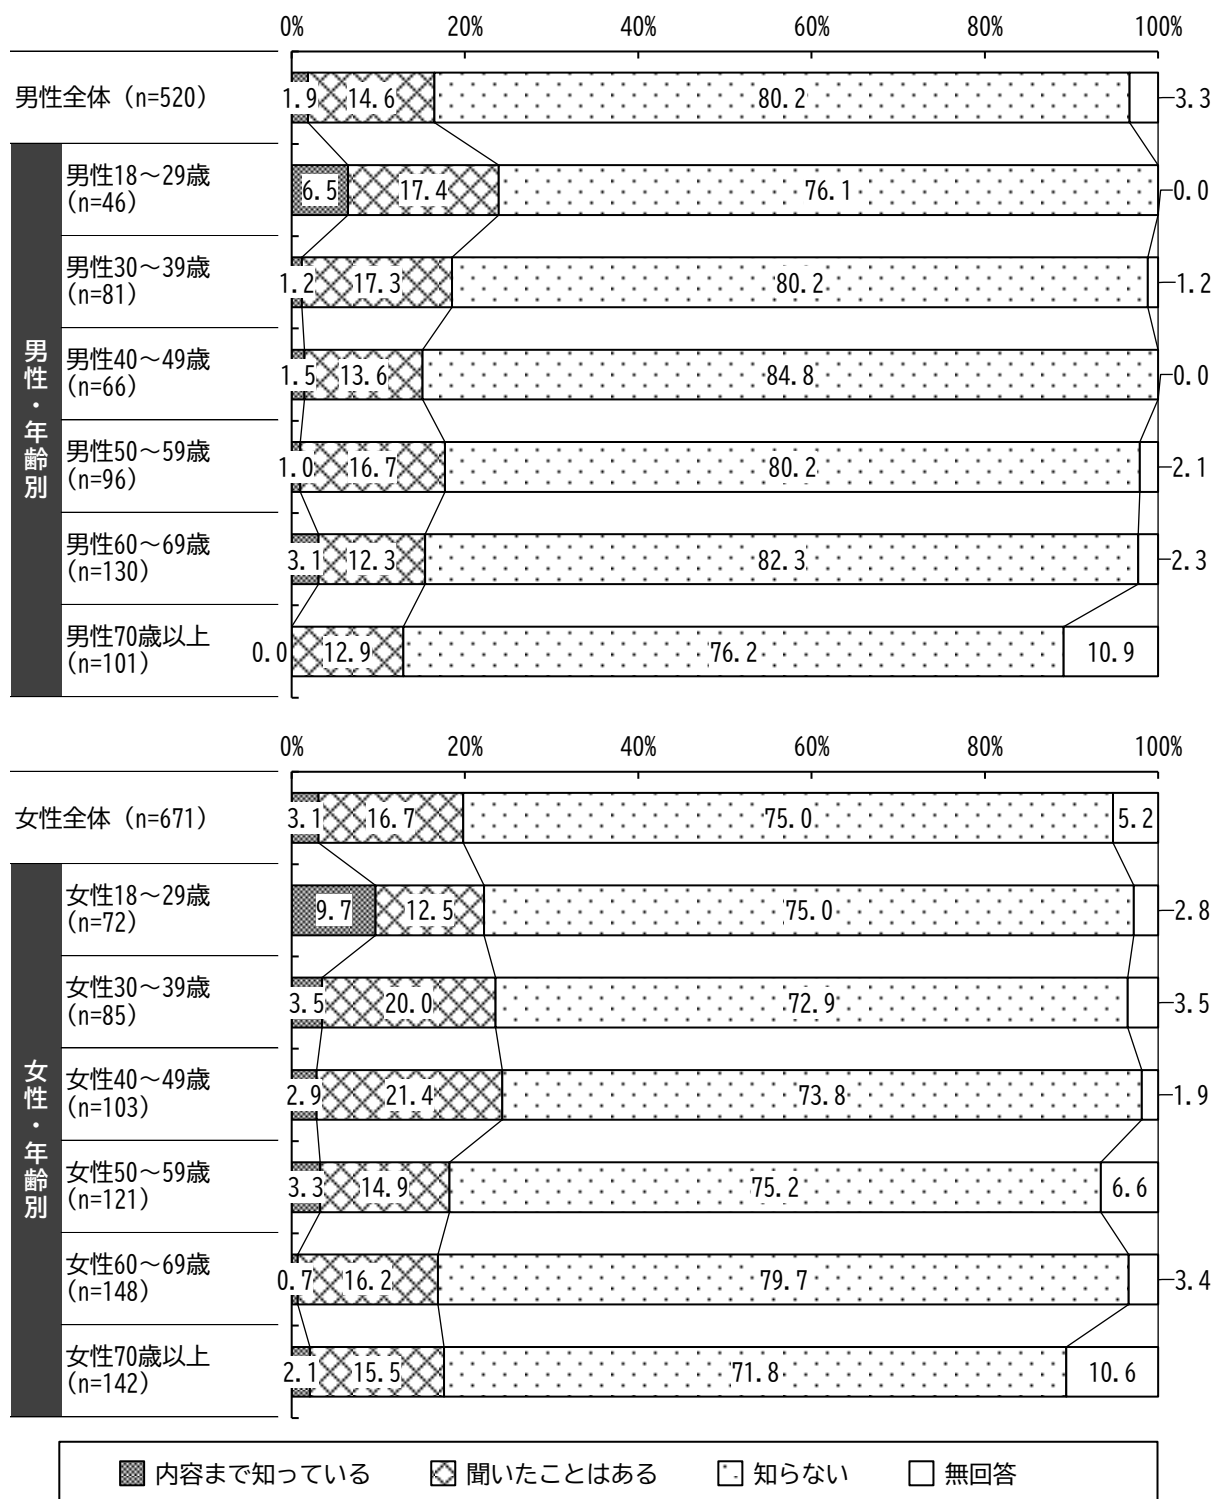 0% 20% 40% 60% 80% 100%
男性全体（n=520） 1.9 14.6 80.2 3.3
男性・年齢別
男性18～29歳
(n=46) 6.5 17.4 76.1 0.0
男性30～39歳
(n=81) 1.2 17.3 80.2 1.2
男性40～49歳
(n=66) 1.5 13.6 84.8 0.0
男性50～59歳
(n=96) 1.0 16.7 80.2 2.1
男性60～69歳
(n=130) 3.1 12.3 82.3 2.3
男性70歳以上
(n=101) 0.0 12.9 76.2 10.9
0% 20% 40% 60% 80% 100%
女性全体（n=671） 3.1 16.7 75.0 5.2
女性・年齢別
女性18～29歳
(n=72) 9.7 12.5 75.0 2.8
女性30～39歳
(n=85) 3.5 20.0 72.9 3.5
女性40～49歳
(n=103) 2.9 21.4 73.8 1.9
女性50～59歳
(n=121) 3.3 14.9 75.2 6.6
女性60～69歳
(n=148) 0.7 16.2 79.7 3.4
女性70歳以上
(n=142) 2.1 15.5 71.8 10.6
内容まで知っている 聞いたことはある 知らない 無回答